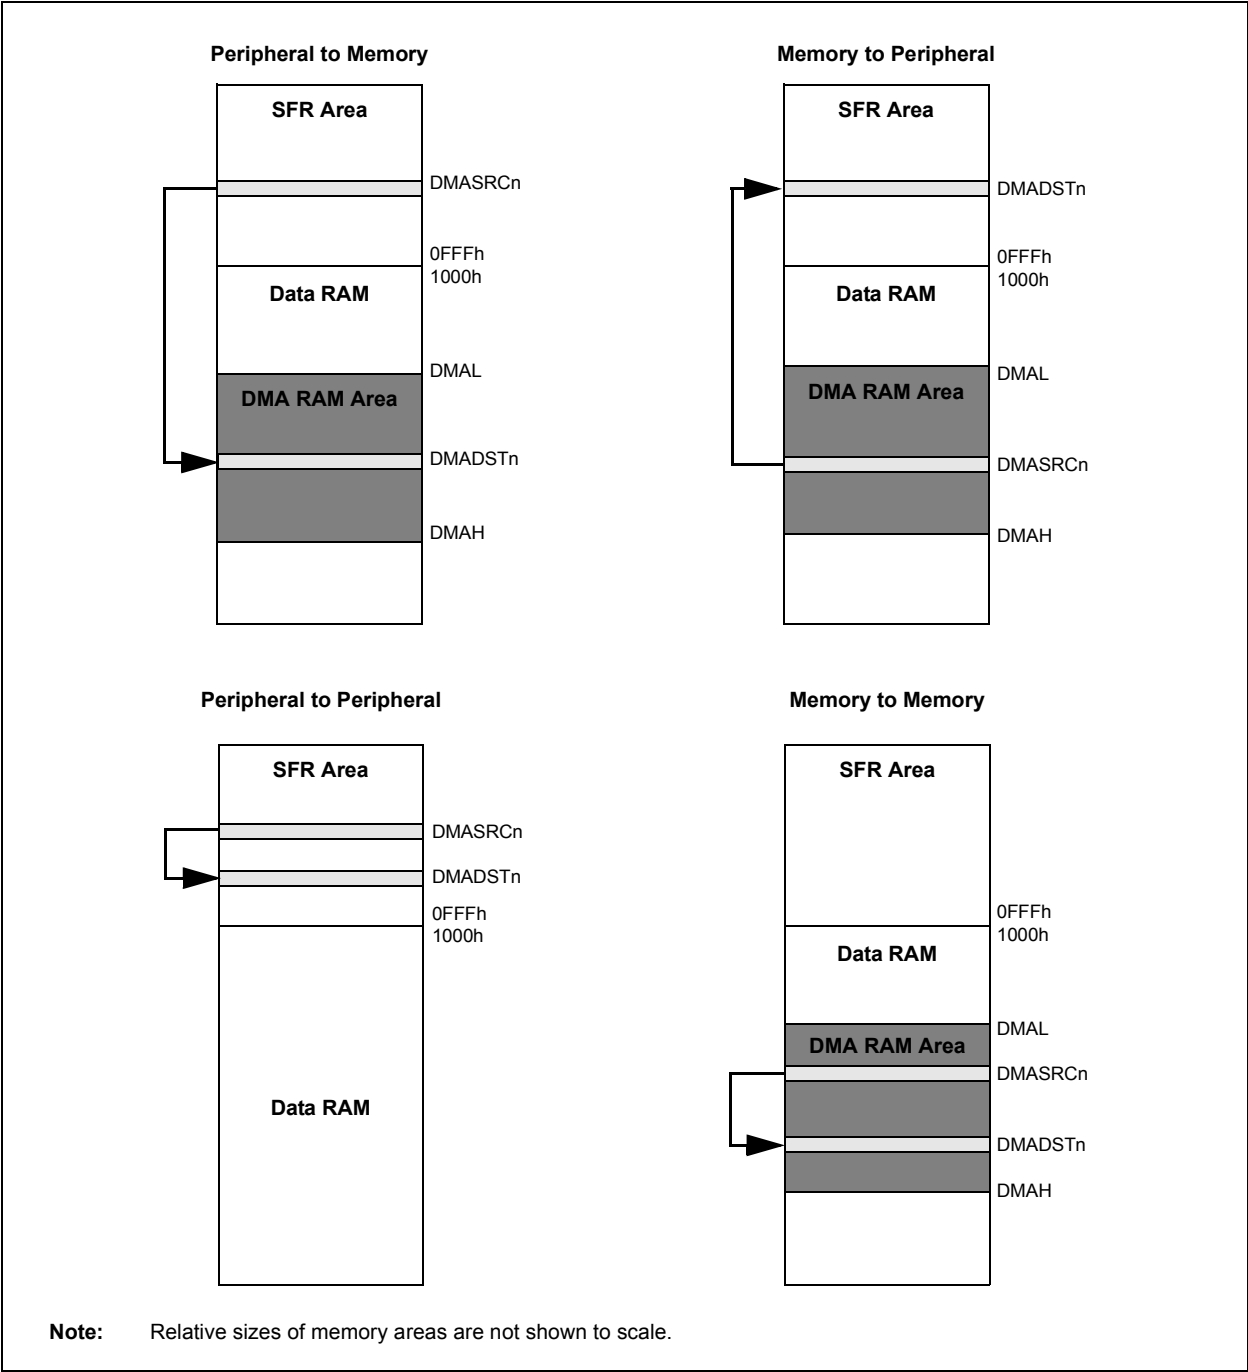 Peripheral to Memory
SFR Area
DMASRCn
0FFFh
1000h
Data RAM
DMAL
DMA RAM Area
DMADSTn
DMAH
Memory to Peripheral
SFR Area
DMADSTn
0FFFh
1000h
Data RAM
DMAL
DMA RAM Area
DMASRCn
DMAH
Peripheral to Peripheral
SFR Area
DMASRCn
DMADSTn
0FFFh
1000h
Data RAM
Memory to Memory
SFR Area
0FFFh
1000h
Data RAM
DMAL
DMA RAM Area
DMASRCn
DMADSTn
DMAH
Note: Relative sizes of memory areas are not shown to scale.